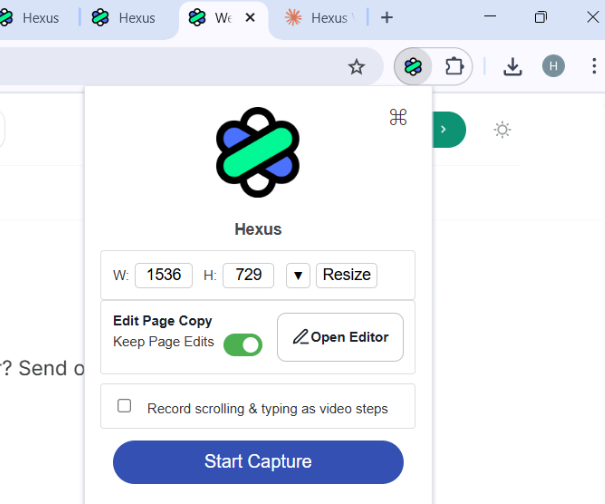 Hexus
Hexus
We
Hexus
H
⌘
Hexus
W: 1536 H: 729 ▼ Resize
Edit Page Copy
Keep Page Edits
Open Editor
r? Send o
Record scrolling & typing as video steps
Start Capture